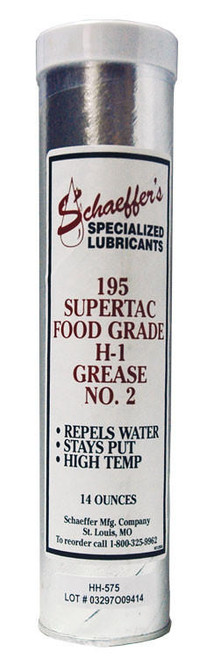 Schaeffer's
SPECIALIZED
LUBRICANTS
195
SUPERTAC
FOOD GRADE
H-1
GREASE
NO. 2
• REPELS WATER
• STAYS PUT
• HIGH TEMP
14 OUNCES
Schaeffer Mfg. Company
St. Louis, MO
To reorder call 1-800-325-9962
HH-575
LOT # 03297O09414